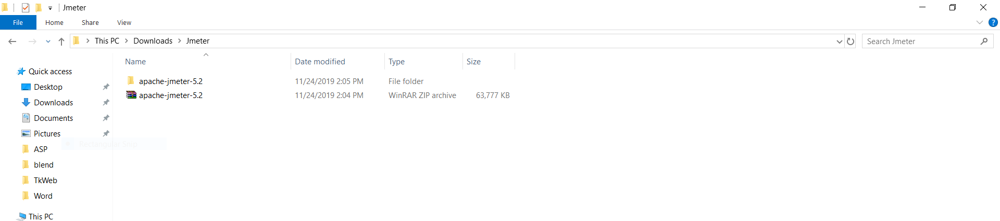 Jmeter
File Home Share View
This PC > Downloads > Jmeter
Search Jmeter
Name Date modified Type Size
Quick access
apache-jmeter-5.2 11/24/2019 2:05 PM File folder
Desktop
apache-jmeter-5.2 11/24/2019 2:04 PM WinRAR ZIP archive 63,777 KB
Downloads
Documents
Pictures
Rectangular Snip
ASP
blend
TkWeb
Word
This PC